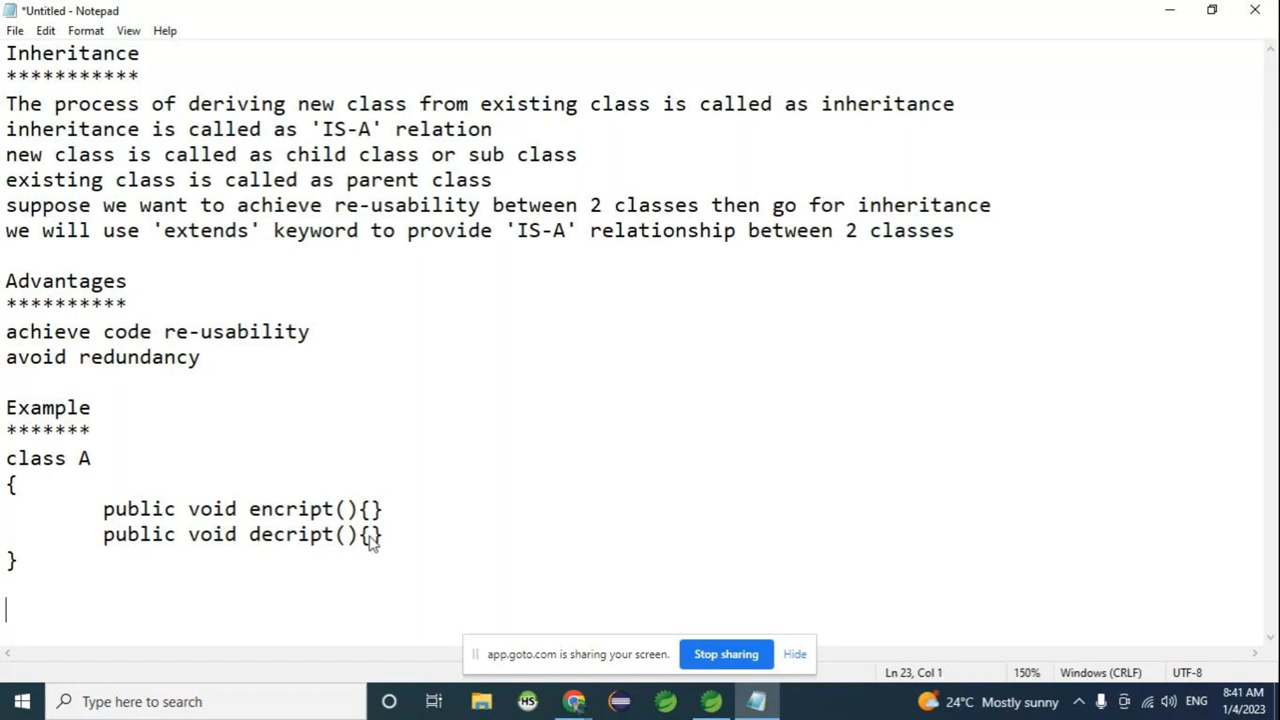 *Untitled - Notepad
File Edit Format View Help
Inheritance
***********
The process of deriving new class from existing class is called as inheritance
inheritance is called as 'IS-A' relation
new class is called as child class or sub class
existing class is called as parent class
suppose we want to achieve re-usability between 2 classes then go for inheritance
we will use 'extends' keyword to provide 'IS-A' relationship between 2 classes
Advantages
**********
achieve code re-usability
avoid redundancy
Example
*******
class A
{
public void encript(){}
public void decript(){}
}
app.goto.com is sharing your screen. Stop sharing Hide
Ln 23, Col 1 150% Windows (CRLF) UTF-8
Type here to search HS 24°C Mostly sunny ENG 8:41 AM
1/4/2023